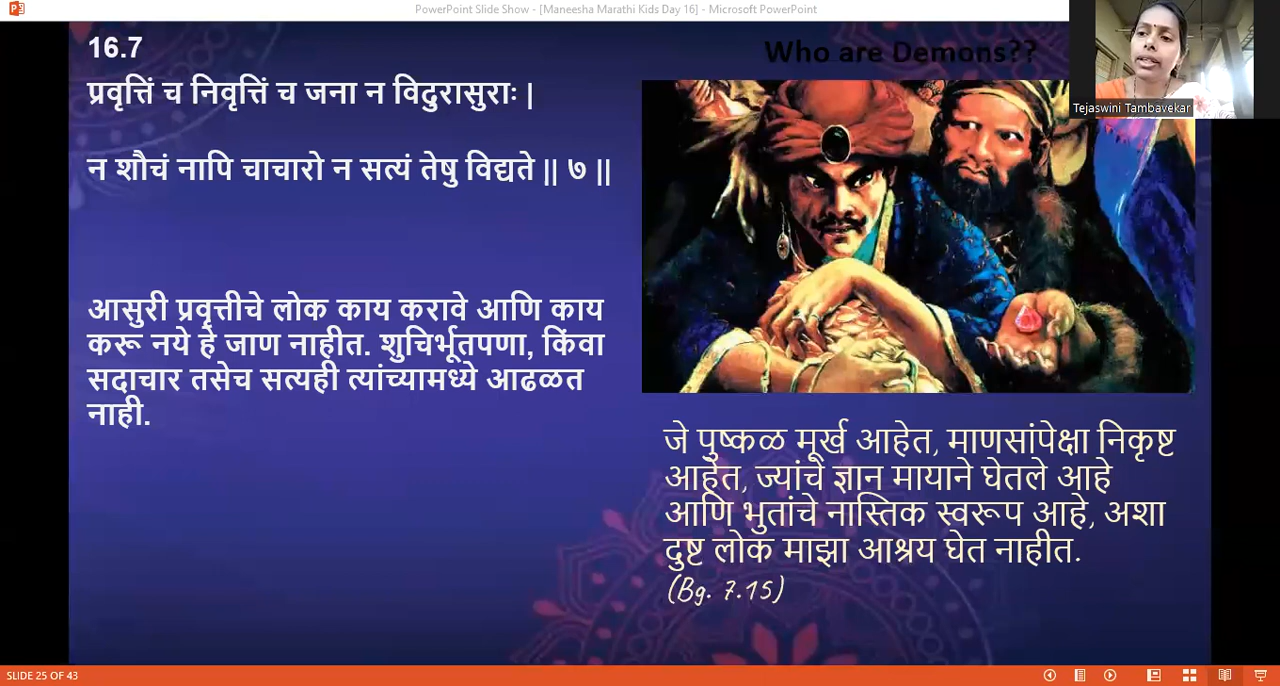 PowerPoint Slide Show - [Maneesha Marathi Kids Day 16] - Microsoft PowerPoint
16.7
प्रवृत्तिं च निवृत्तिं च जना न विदुरासुराः |
न शौचं नापि चाचारो न सत्यं तेषु विद्यते || ७ ||
आसुरी प्रवृत्तीचे लोक काय करावे आणि काय
करू नये हे जाण नाहीत. शुचिर्भूतपणा, किंवा
सदाचार तसेच सत्यही त्यांच्यामध्ये आढळत
नाही.
Who are Demons??
Tejaswini Tambavekar
जे पुष्कळ मूर्ख आहेत, माणसांपेक्षा निकृष्ट
आहेत, ज्यांचे ज्ञान मायाने घेतले आहे
आणि भुतांचे नास्तिक स्वरूप आहे, अशा
दुष्ट लोक माझा आश्रय घेत नाहीत.
(Bg. 7.15)
SLIDE 25 OF 43